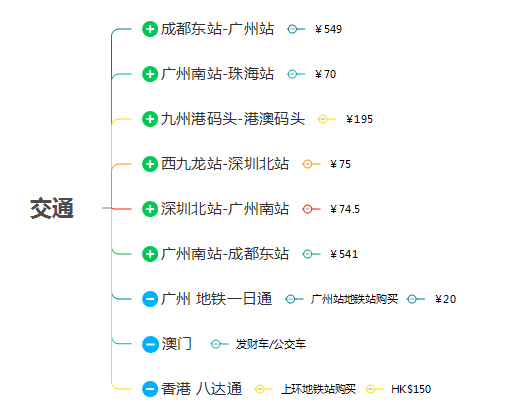 成都东站-广州站 ¥549
广州南站-珠海站 ¥70
九州港码头-港澳码头 ¥195
西九龙站-深圳北站 ¥75
交通
深圳北站-广州南站 ¥74.5
广州南站-成都东站 ¥541
广州 地铁一日通 广州站地铁站购买 ¥20
澳门 发财车/公交车
香港 八达通 上环地铁站购买 HK$150